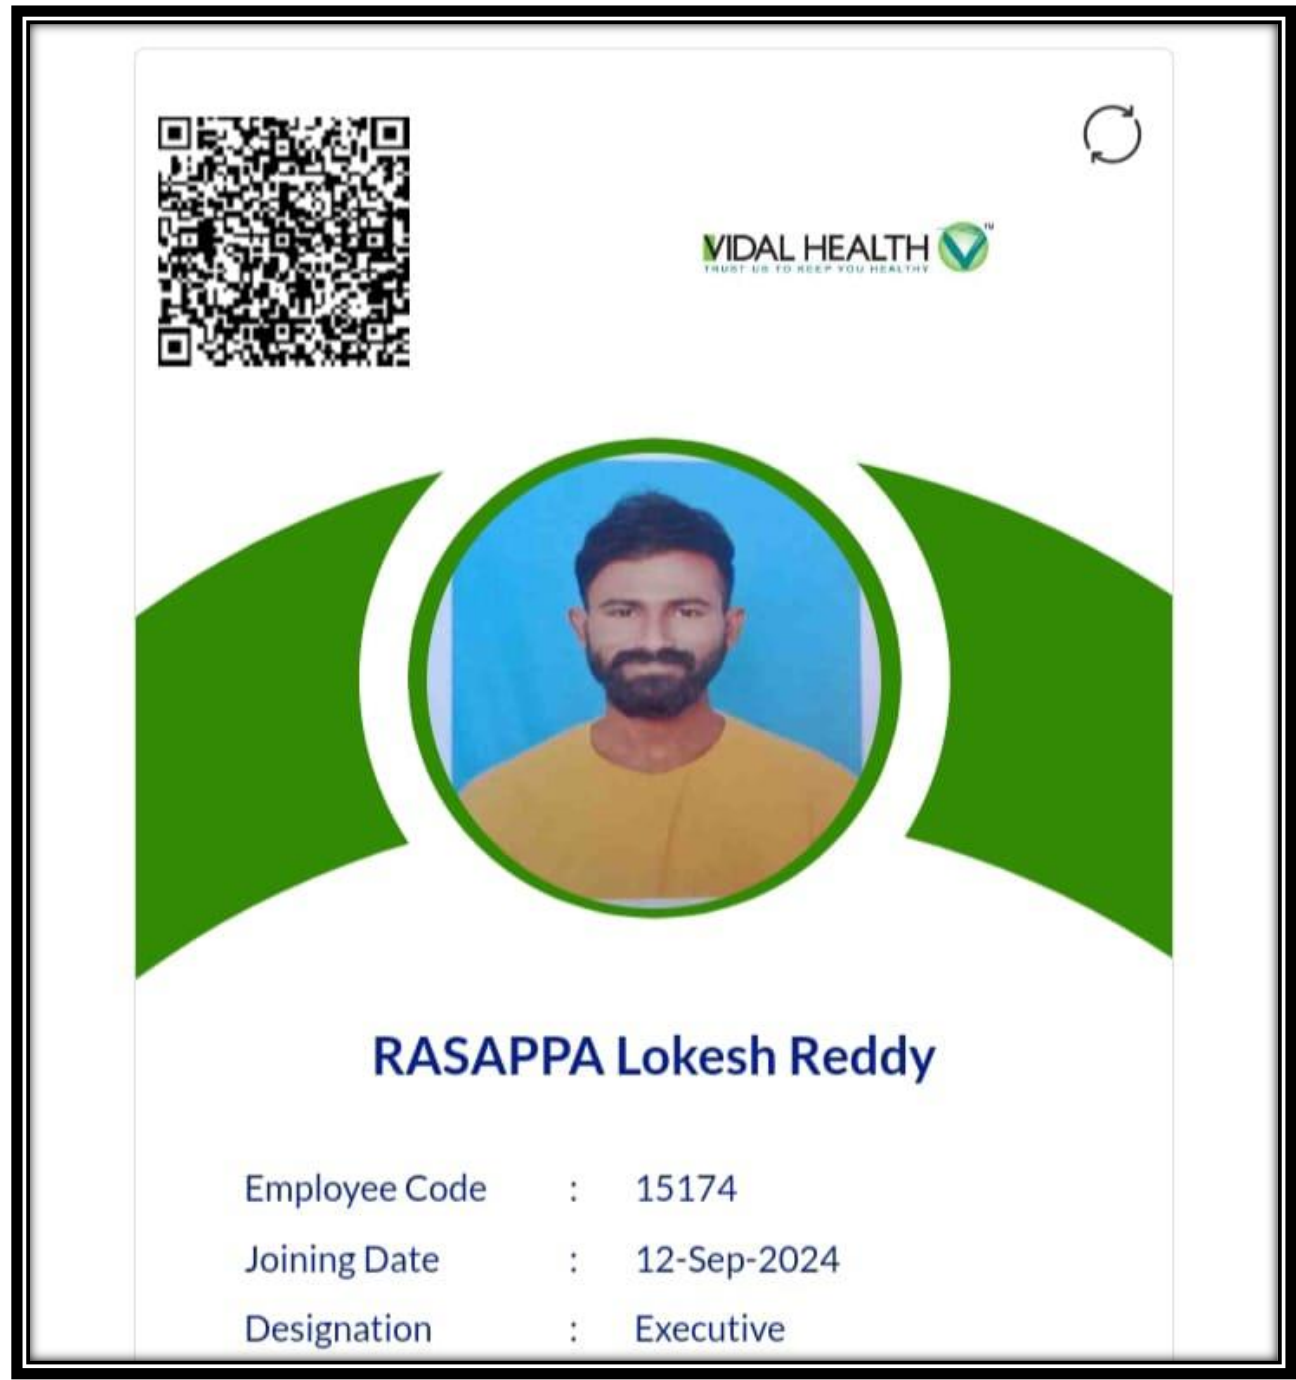 VIDAL HEALTH TM
TRUST US TO KEEP YOU HEALTHY
RASAPPA Lokesh Reddy
Employee Code : 15174
Joining Date : 12-Sep-2024
Designation : Executive